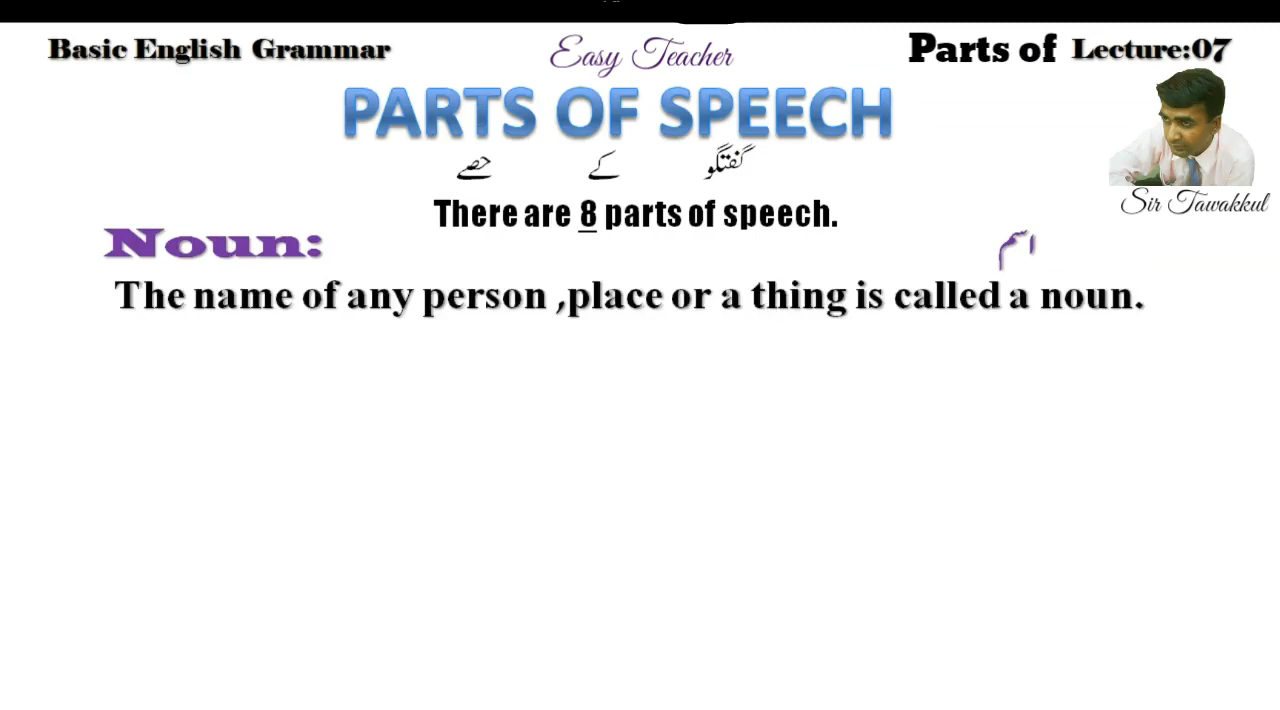 Basic English Grammar
Easy Teacher
Parts of Lecture:07
PARTS OF SPEECH
گفتگو کے حصے
Sir Tawakkul
There are 8 parts of speech.
Noun: اسم
The name of any person ,place or a thing is called a noun.